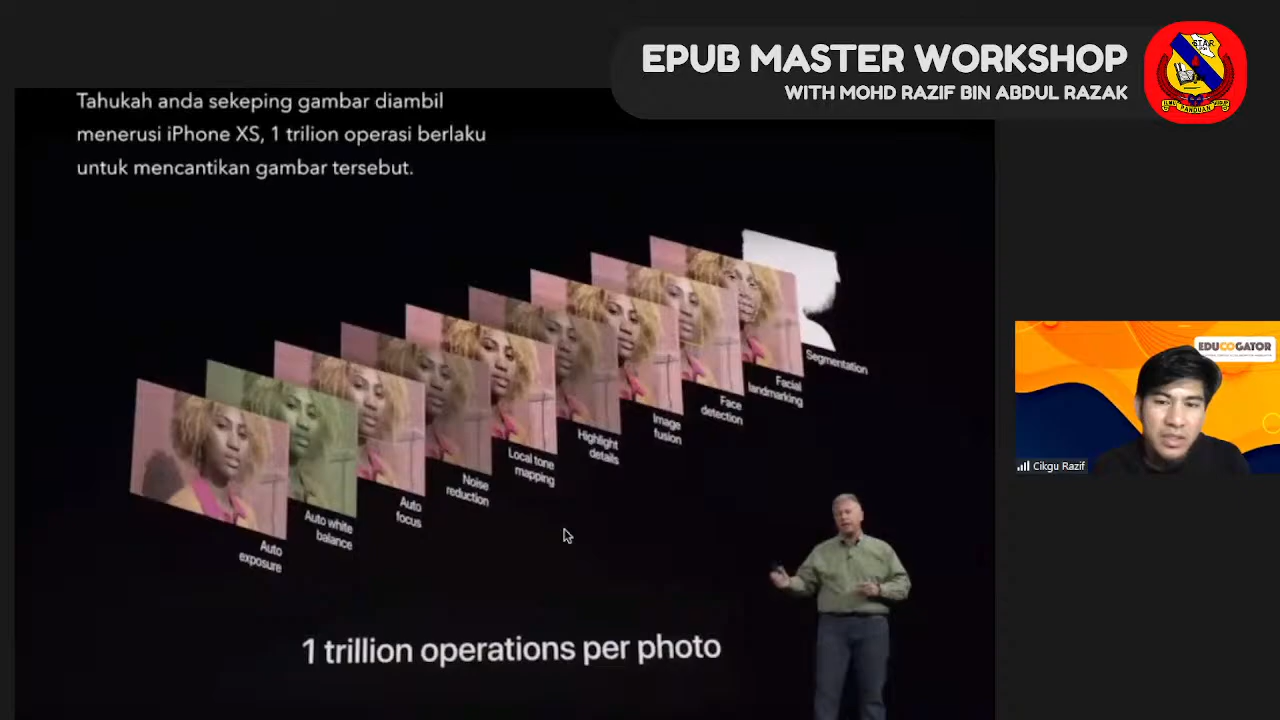 EPUB MASTER WORKSHOP
WITH MOHD RAZIF BIN ABDUL RAZAK
STAR
Tahukah anda sekeping gambar diambil
menerusi iPhone XS, 1 trilion operasi berlaku
untuk mencantikan gambar tersebut.
Segmentation
Facial
landmarking
Face
detection
Image
fusion
Highlight
details
Local tone
mapping
Noise
reduction
Auto
focus
Auto white
balance
Auto
exposure
1 trillion operations per photo
EDUCOGATOR
Cikgu Razif